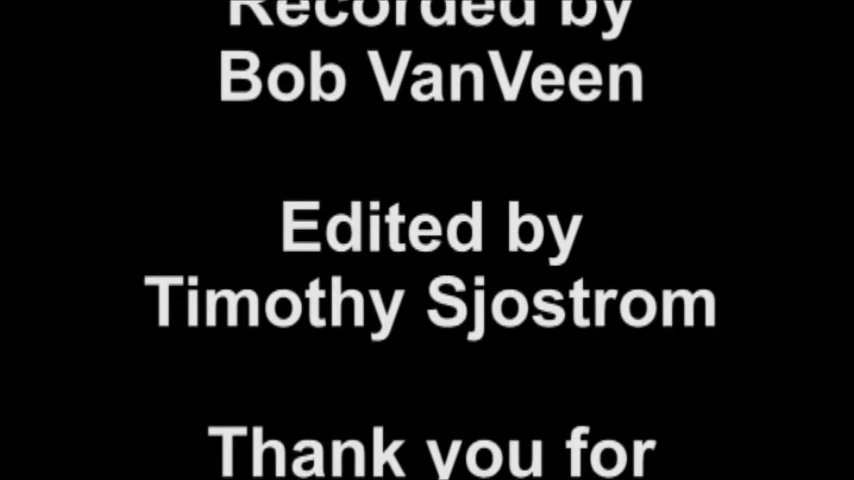 Recorded by
Bob VanVeen
Edited by
Timothy Sjostrom
Thank you for